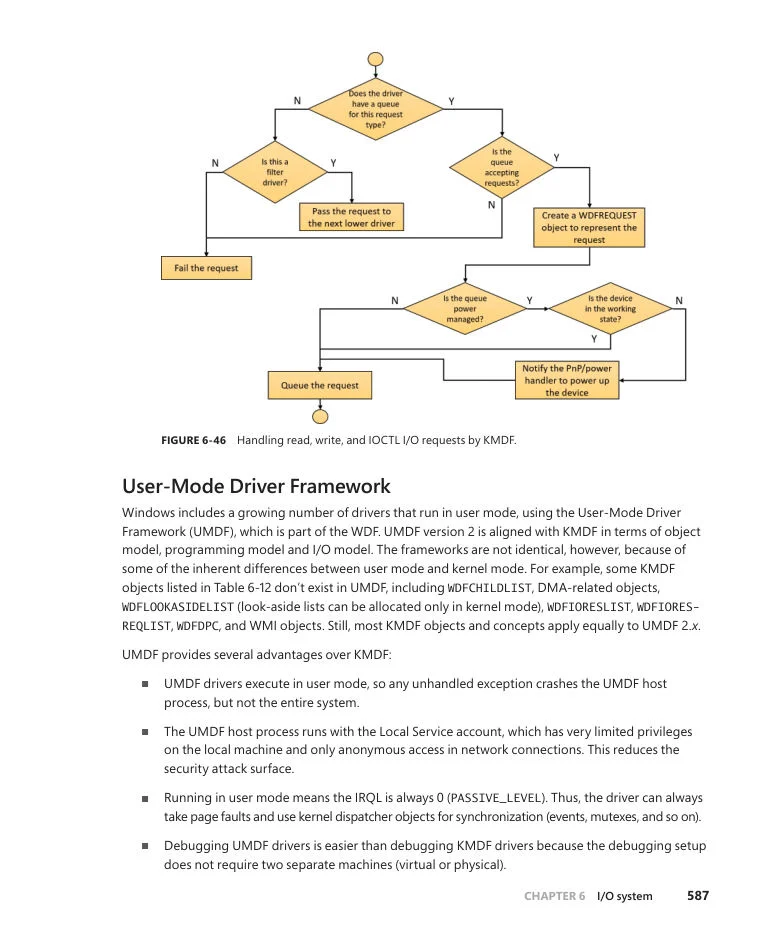 Does the driver
have a queue
for this request
type?
N
Y
Is this a
filter
driver?
N
Y
Is the
queue
accepting
requests?
Y
N
Pass the request to
the next lower driver
Create a WDFREQUEST
object to represent the
request
Fail the request
Is the queue
power
managed?
N
Y
Is the device
in the working
state?
N
Y
Queue the request
Notify the PnP/power
handler to power up
the device
FIGURE 6-46 Handling read, write, and IOCTL I/O requests by KMDF.
User-Mode Driver Framework
Windows includes a growing number of drivers that run in user mode, using the User-Mode Driver
Framework (UMDF), which is part of the WDF. UMDF version 2 is aligned with KMDF in terms of object
model, programming model and I/O model. The frameworks are not identical, however, because of
some of the inherent differences between user mode and kernel mode. For example, some KMDF
objects listed in Table 6-12 don’t exist in UMDF, including WDFCHILDLIST, DMA-related objects,
WDFLOOKASIDELIST (look-aside lists can be allocated only in kernel mode), WDFIORESLIST, WDFIORES-
REQLIST, WDFDPC, and WMI objects. Still, most KMDF objects and concepts apply equally to UMDF 2.x.
UMDF provides several advantages over KMDF:
■ UMDF drivers execute in user mode, so any unhandled exception crashes the UMDF host
process, but not the entire system.
■ The UMDF host process runs with the Local Service account, which has very limited privileges
on the local machine and only anonymous access in network connections. This reduces the
security attack surface.
■ Running in user mode means the IRQL is always 0 (PASSIVE_LEVEL). Thus, the driver can always
take page faults and use kernel dispatcher objects for synchronization (events, mutexes, and so on).
■ Debugging UMDF drivers is easier than debugging KMDF drivers because the debugging setup
does not require two separate machines (virtual or physical).
CHAPTER 6 I/O system 587